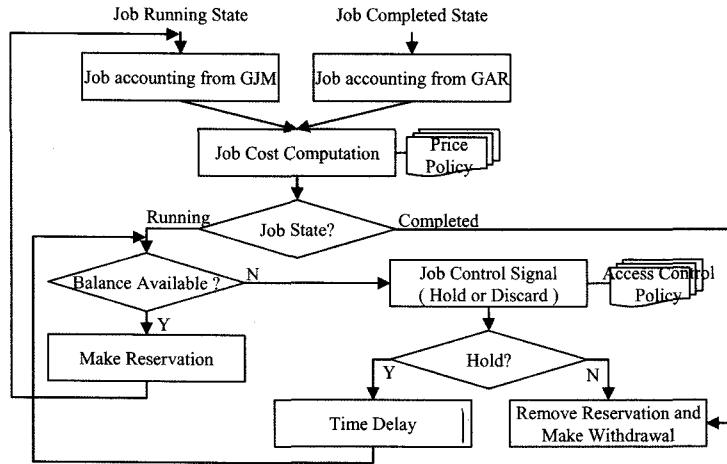 Job Running State
Job Completed State
Job accounting from GJM
Job accounting from GAR
Job Cost Computation
Price
Policy
Running
Job State?
Completed
Balance Available ?
N
Job Control Signal
( Hold or Discard )
Access Control
Policy
Y
Make Reservation
Hold?
Y
N
Time Delay
Remove Reservation and
Make Withdrawal